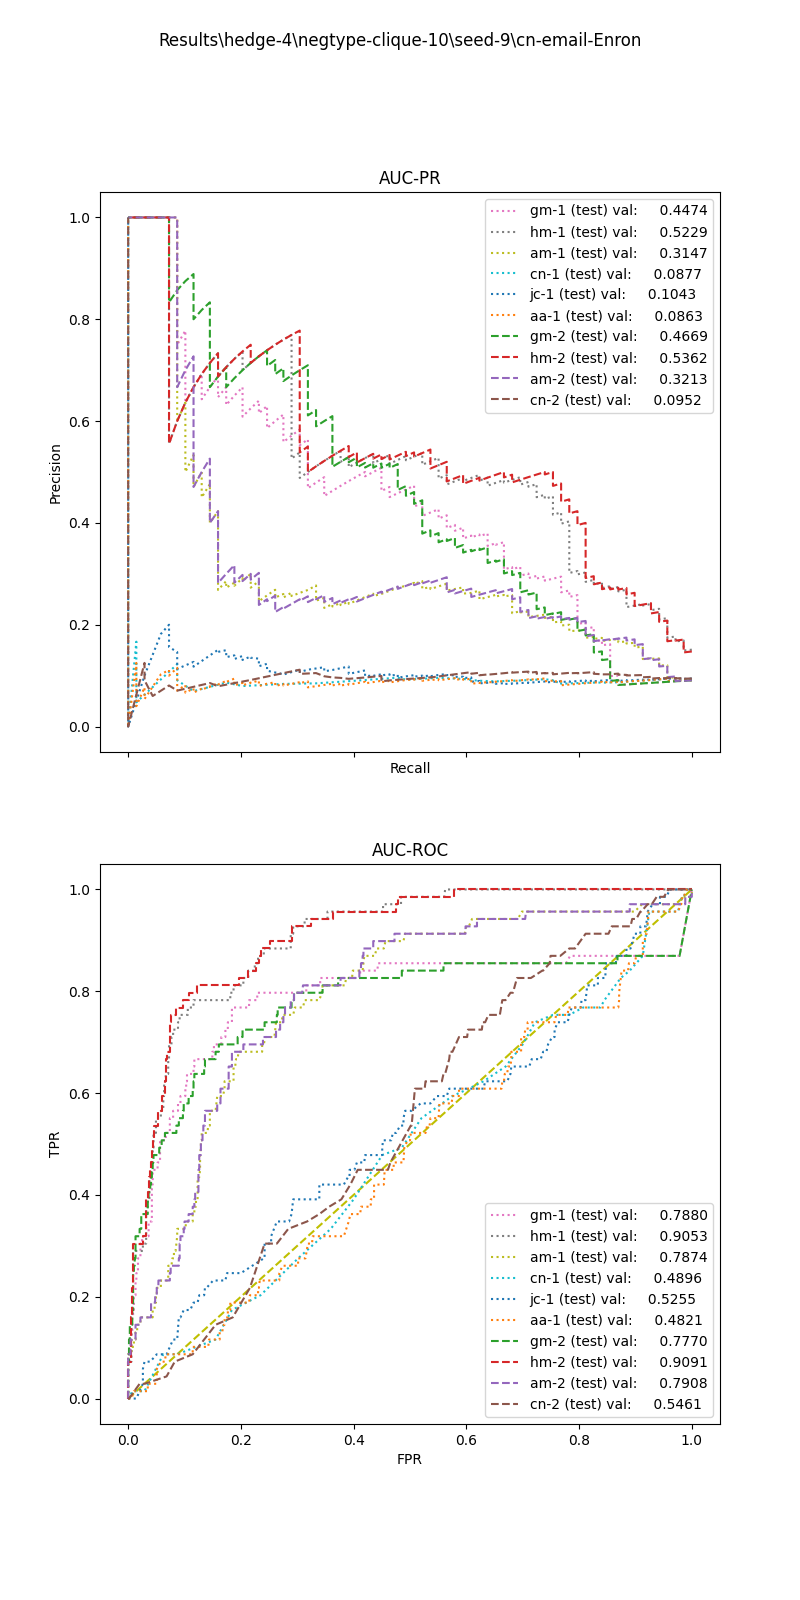 Results\hedge-4\negtype-clique-10\seed-9\cn-email-Enron
AUC-PR
gm-1 (test) val: 0.4474
hm-1 (test) val: 0.5229
am-1 (test) val: 0.3147
cn-1 (test) val: 0.0877
jc-1 (test) val: 0.1043
aa-1 (test) val: 0.0863
gm-2 (test) val: 0.4669
hm-2 (test) val: 0.5362
am-2 (test) val: 0.3213
cn-2 (test) val: 0.0952
1.0
0.8
0.6
0.4
0.2
0.0
Precision
Recall
AUC-ROC
1.0
0.8
0.6
0.4
0.2
0.0
TPR
gm-1 (test) val: 0.7880
hm-1 (test) val: 0.9053
am-1 (test) val: 0.7874
cn-1 (test) val: 0.4896
jc-1 (test) val: 0.5255
aa-1 (test) val: 0.4821
gm-2 (test) val: 0.7770
hm-2 (test) val: 0.9091
am-2 (test) val: 0.7908
cn-2 (test) val: 0.5461
0.0 0.2 0.4 0.6 0.8 1.0
FPR